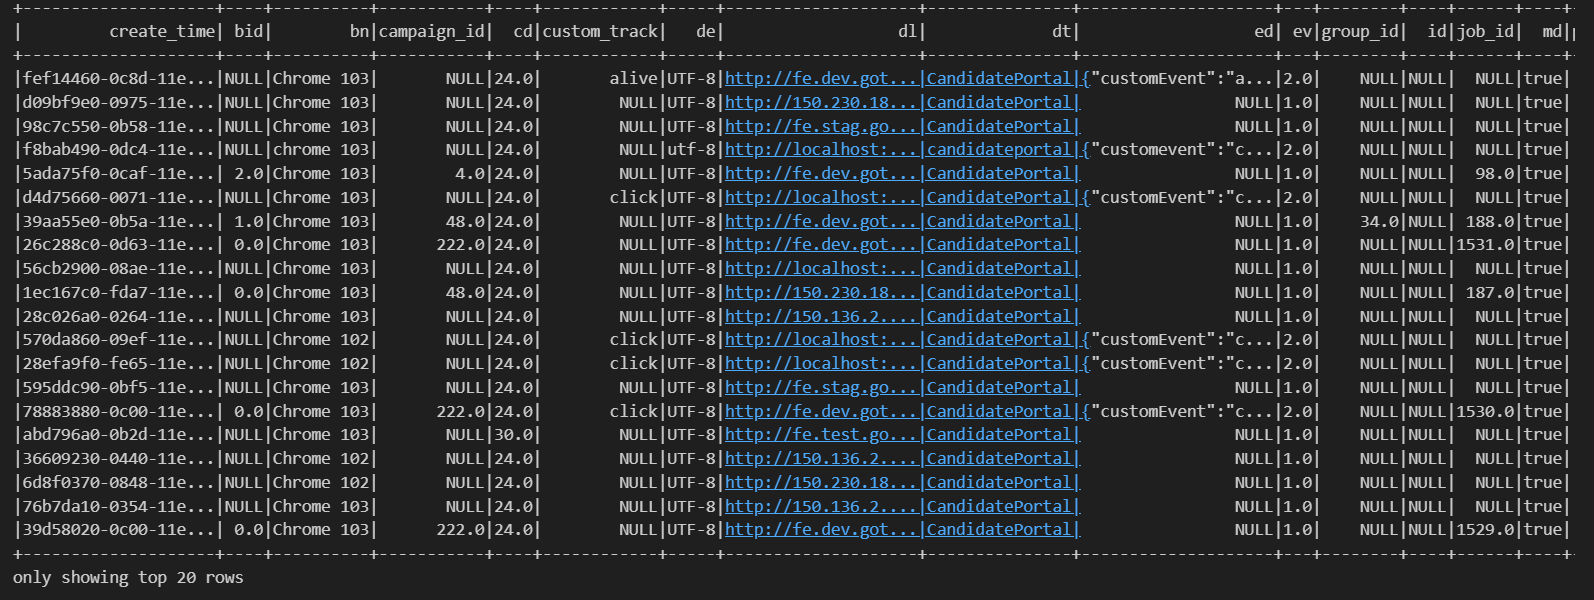 +--------------------+----+----------+-----------+----+------------+-----+--------------------+---------------+--------------------+---+--------+----+------+----+
|         create_time| bid|        bn|campaign_id|  cd|custom_track|   de|                  dl|             dt|                  ed| ev|group_id|  id|job_id|  md|
+--------------------+----+----------+-----------+----+------------+-----+--------------------+---------------+--------------------+---+--------+----+------+----+
|fef14460-0c8d-11e...|NULL|Chrome 103|       NULL|24.0|       alive|UTF-8|http://fe.dev.got...|CandidatePortal|{"customEvent":"a...|2.0|    NULL|NULL|  NULL|true|
|d09bf9e0-0975-11e...|NULL|Chrome 103|       NULL|24.0|        NULL|UTF-8|http://150.230.18...|CandidatePortal|                NULL|1.0|    NULL|NULL|  NULL|true|
|98c7c550-0b58-11e...|NULL|Chrome 103|       NULL|24.0|        NULL|UTF-8|http://fe.stag.go...|CandidatePortal|                NULL|1.0|    NULL|NULL|  NULL|true|
|f8bab490-0dc4-11e...|NULL|Chrome 103|       NULL|24.0|        NULL|utf-8|http://localhost:...|candidateportal|{"customevent":"c...|2.0|    NULL|NULL|  NULL|true|
|5ada75f0-0caf-11e...| 2.0|Chrome 103|        4.0|24.0|        NULL|UTF-8|http://fe.dev.got...|CandidatePortal|                NULL|1.0|    NULL|NULL|  98.0|true|
|d4d75660-0071-11e...|NULL|Chrome 103|       NULL|24.0|       click|UTF-8|http://localhost:...|CandidatePortal|{"customEvent":"c...|2.0|    NULL|NULL|  NULL|true|
|39aa55e0-0b5a-11e...| 1.0|Chrome 103|       48.0|24.0|        NULL|UTF-8|http://fe.dev.got...|CandidatePortal|                NULL|1.0|    34.0|NULL| 188.0|true|
|26c288c0-0d63-11e...| 0.0|Chrome 103|      222.0|24.0|        NULL|UTF-8|http://fe.dev.got...|CandidatePortal|                NULL|1.0|    NULL|NULL|1531.0|true|
|56cb2900-08ae-11e...|NULL|Chrome 103|       NULL|24.0|        NULL|UTF-8|http://localhost:...|CandidatePortal|                NULL|1.0|    NULL|NULL|  NULL|true|
|1ec167c0-fda7-11e...| 0.0|Chrome 103|       48.0|24.0|        NULL|UTF-8|http://150.230.18...|CandidatePortal|                NULL|1.0|    NULL|NULL| 187.0|true|
|28c026a0-0264-11e...|NULL|Chrome 103|       NULL|24.0|        NULL|UTF-8|http://150.136.2....|CandidatePortal|                NULL|1.0|    NULL|NULL|  NULL|true|
|570da860-09ef-11e...|NULL|Chrome 102|       NULL|24.0|       click|UTF-8|http://localhost:...|CandidatePortal|{"customEvent":"c...|2.0|    NULL|NULL|  NULL|true|
|28efa9f0-fe65-11e...|NULL|Chrome 102|       NULL|24.0|       click|UTF-8|http://localhost:...|CandidatePortal|{"customEvent":"c...|2.0|    NULL|NULL|  NULL|true|
|595ddc90-0bf5-11e...|NULL|Chrome 103|       NULL|24.0|        NULL|UTF-8|http://fe.stag.go...|CandidatePortal|                NULL|1.0|    NULL|NULL|  NULL|true|
|78883880-0c00-11e...| 0.0|Chrome 103|      222.0|24.0|       click|UTF-8|http://fe.dev.got...|CandidatePortal|{"customEvent":"c...|2.0|    NULL|NULL|1530.0|true|
|abd796a0-0b2d-11e...|NULL|Chrome 103|       NULL|30.0|        NULL|UTF-8|http://fe.test.go...|CandidatePortal|                NULL|1.0|    NULL|NULL|  NULL|true|
|36609230-0440-11e...|NULL|Chrome 102|       NULL|24.0|        NULL|UTF-8|http://150.136.2....|CandidatePortal|                NULL|1.0|    NULL|NULL|  NULL|true|
|6d8f0370-0848-11e...|NULL|Chrome 102|       NULL|24.0|        NULL|UTF-8|http://150.230.18...|CandidatePortal|                NULL|1.0|    NULL|NULL|  NULL|true|
|76b7da10-0354-11e...|NULL|Chrome 103|       NULL|24.0|        NULL|UTF-8|http://150.136.2....|CandidatePortal|                NULL|1.0|    NULL|NULL|  NULL|true|
|39d58020-0c00-11e...| 0.0|Chrome 103|      222.0|24.0|        NULL|UTF-8|http://fe.dev.got...|CandidatePortal|                NULL|1.0|    NULL|NULL|1529.0|true|
+--------------------+----+----------+-----------+----+------------+-----+--------------------+---------------+--------------------+---+--------+----+------+----+
only showing top 20 rows